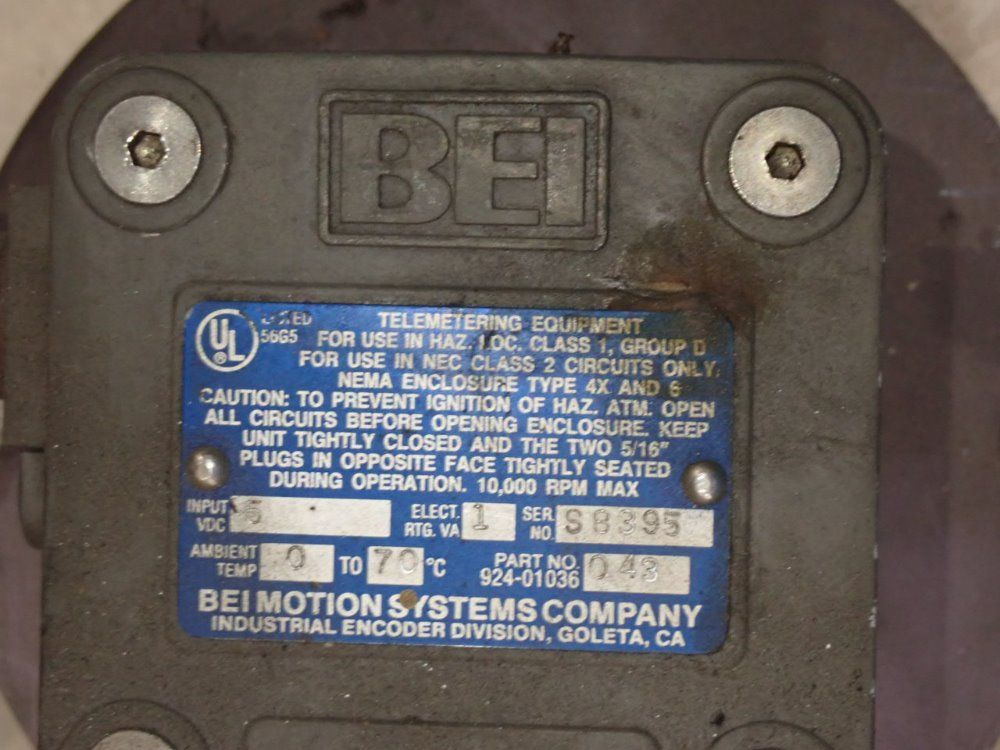 BEI
UL
LISTED
56G5
®
TELEMETERING EQUIPMENT
FOR USE IN HAZ. LOC. CLASS 1, GROUP D
FOR USE IN NEC CLASS 2 CIRCUITS ONLY.
NEMA ENCLOSURE TYPE 4X AND 6
CAUTION: TO PREVENT IGNITION OF HAZ. ATM. OPEN
ALL CIRCUITS BEFORE OPENING ENCLOSURE. KEEP
UNIT TIGHTLY CLOSED AND THE TWO 5/16"
PLUGS IN OPPOSITE FACE TIGHTLY SEATED
DURING OPERATION. 10,000 RPM MAX
INPUT VDC 5 ELECT. RTG. VA 1 SER. NO. S8395
AMBIENT TEMP 0 TO 70 °C PART NO. 924-01036 043
BEI MOTION SYSTEMS COMPANY
INDUSTRIAL ENCODER DIVISION, GOLETA, CA